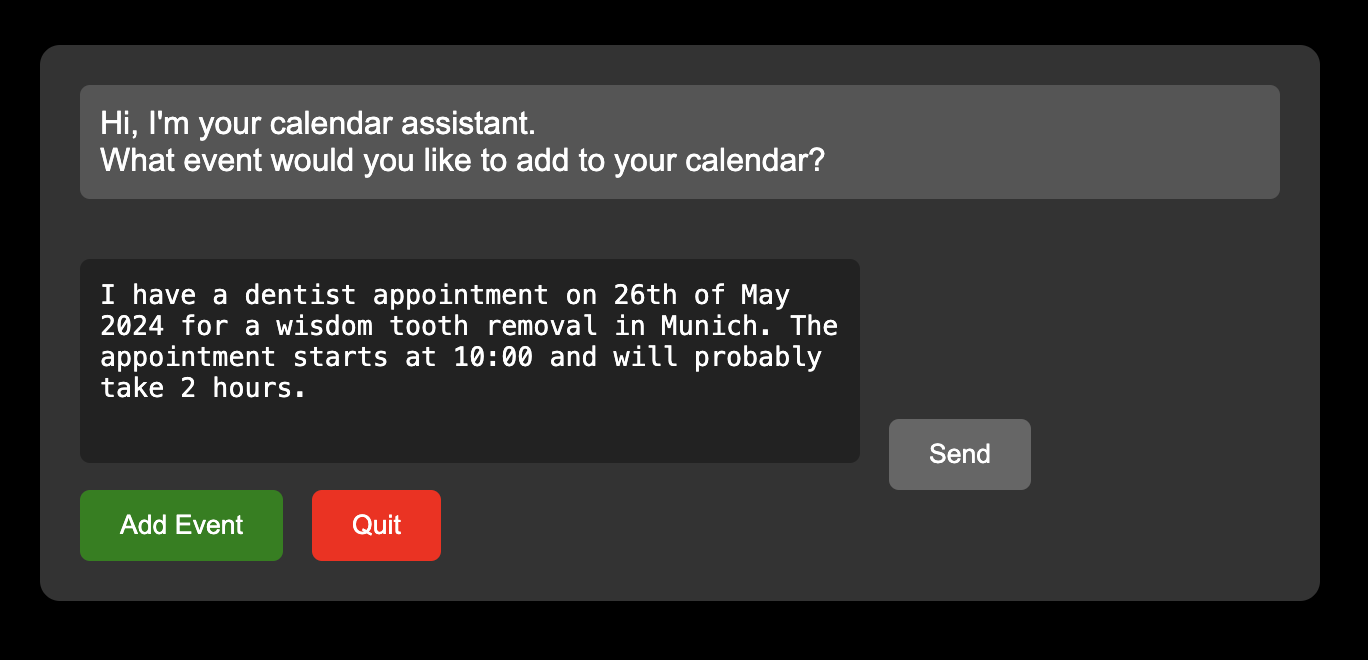 Hi, I'm your calendar assistant.
What event would you like to add to your calendar?
I have a dentist appointment on 26th of May
2024 for a wisdom tooth removal in Munich. The
appointment starts at 10:00 and will probably
take 2 hours.
Send
Add Event
Quit